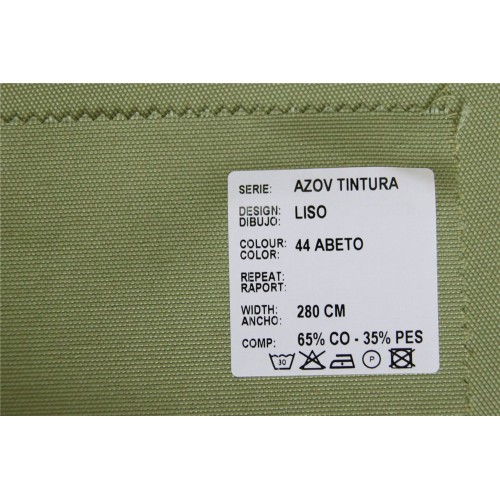 SERIE: AZOV TINTURA
DESIGN: LISO
DIBUJO:
COLOUR: 44 ABETO
COLOR:
REPEAT:
RAPORT:
WIDTH: 280 CM
ANCHO:
COMP: 65% CO - 35% PES
30 P